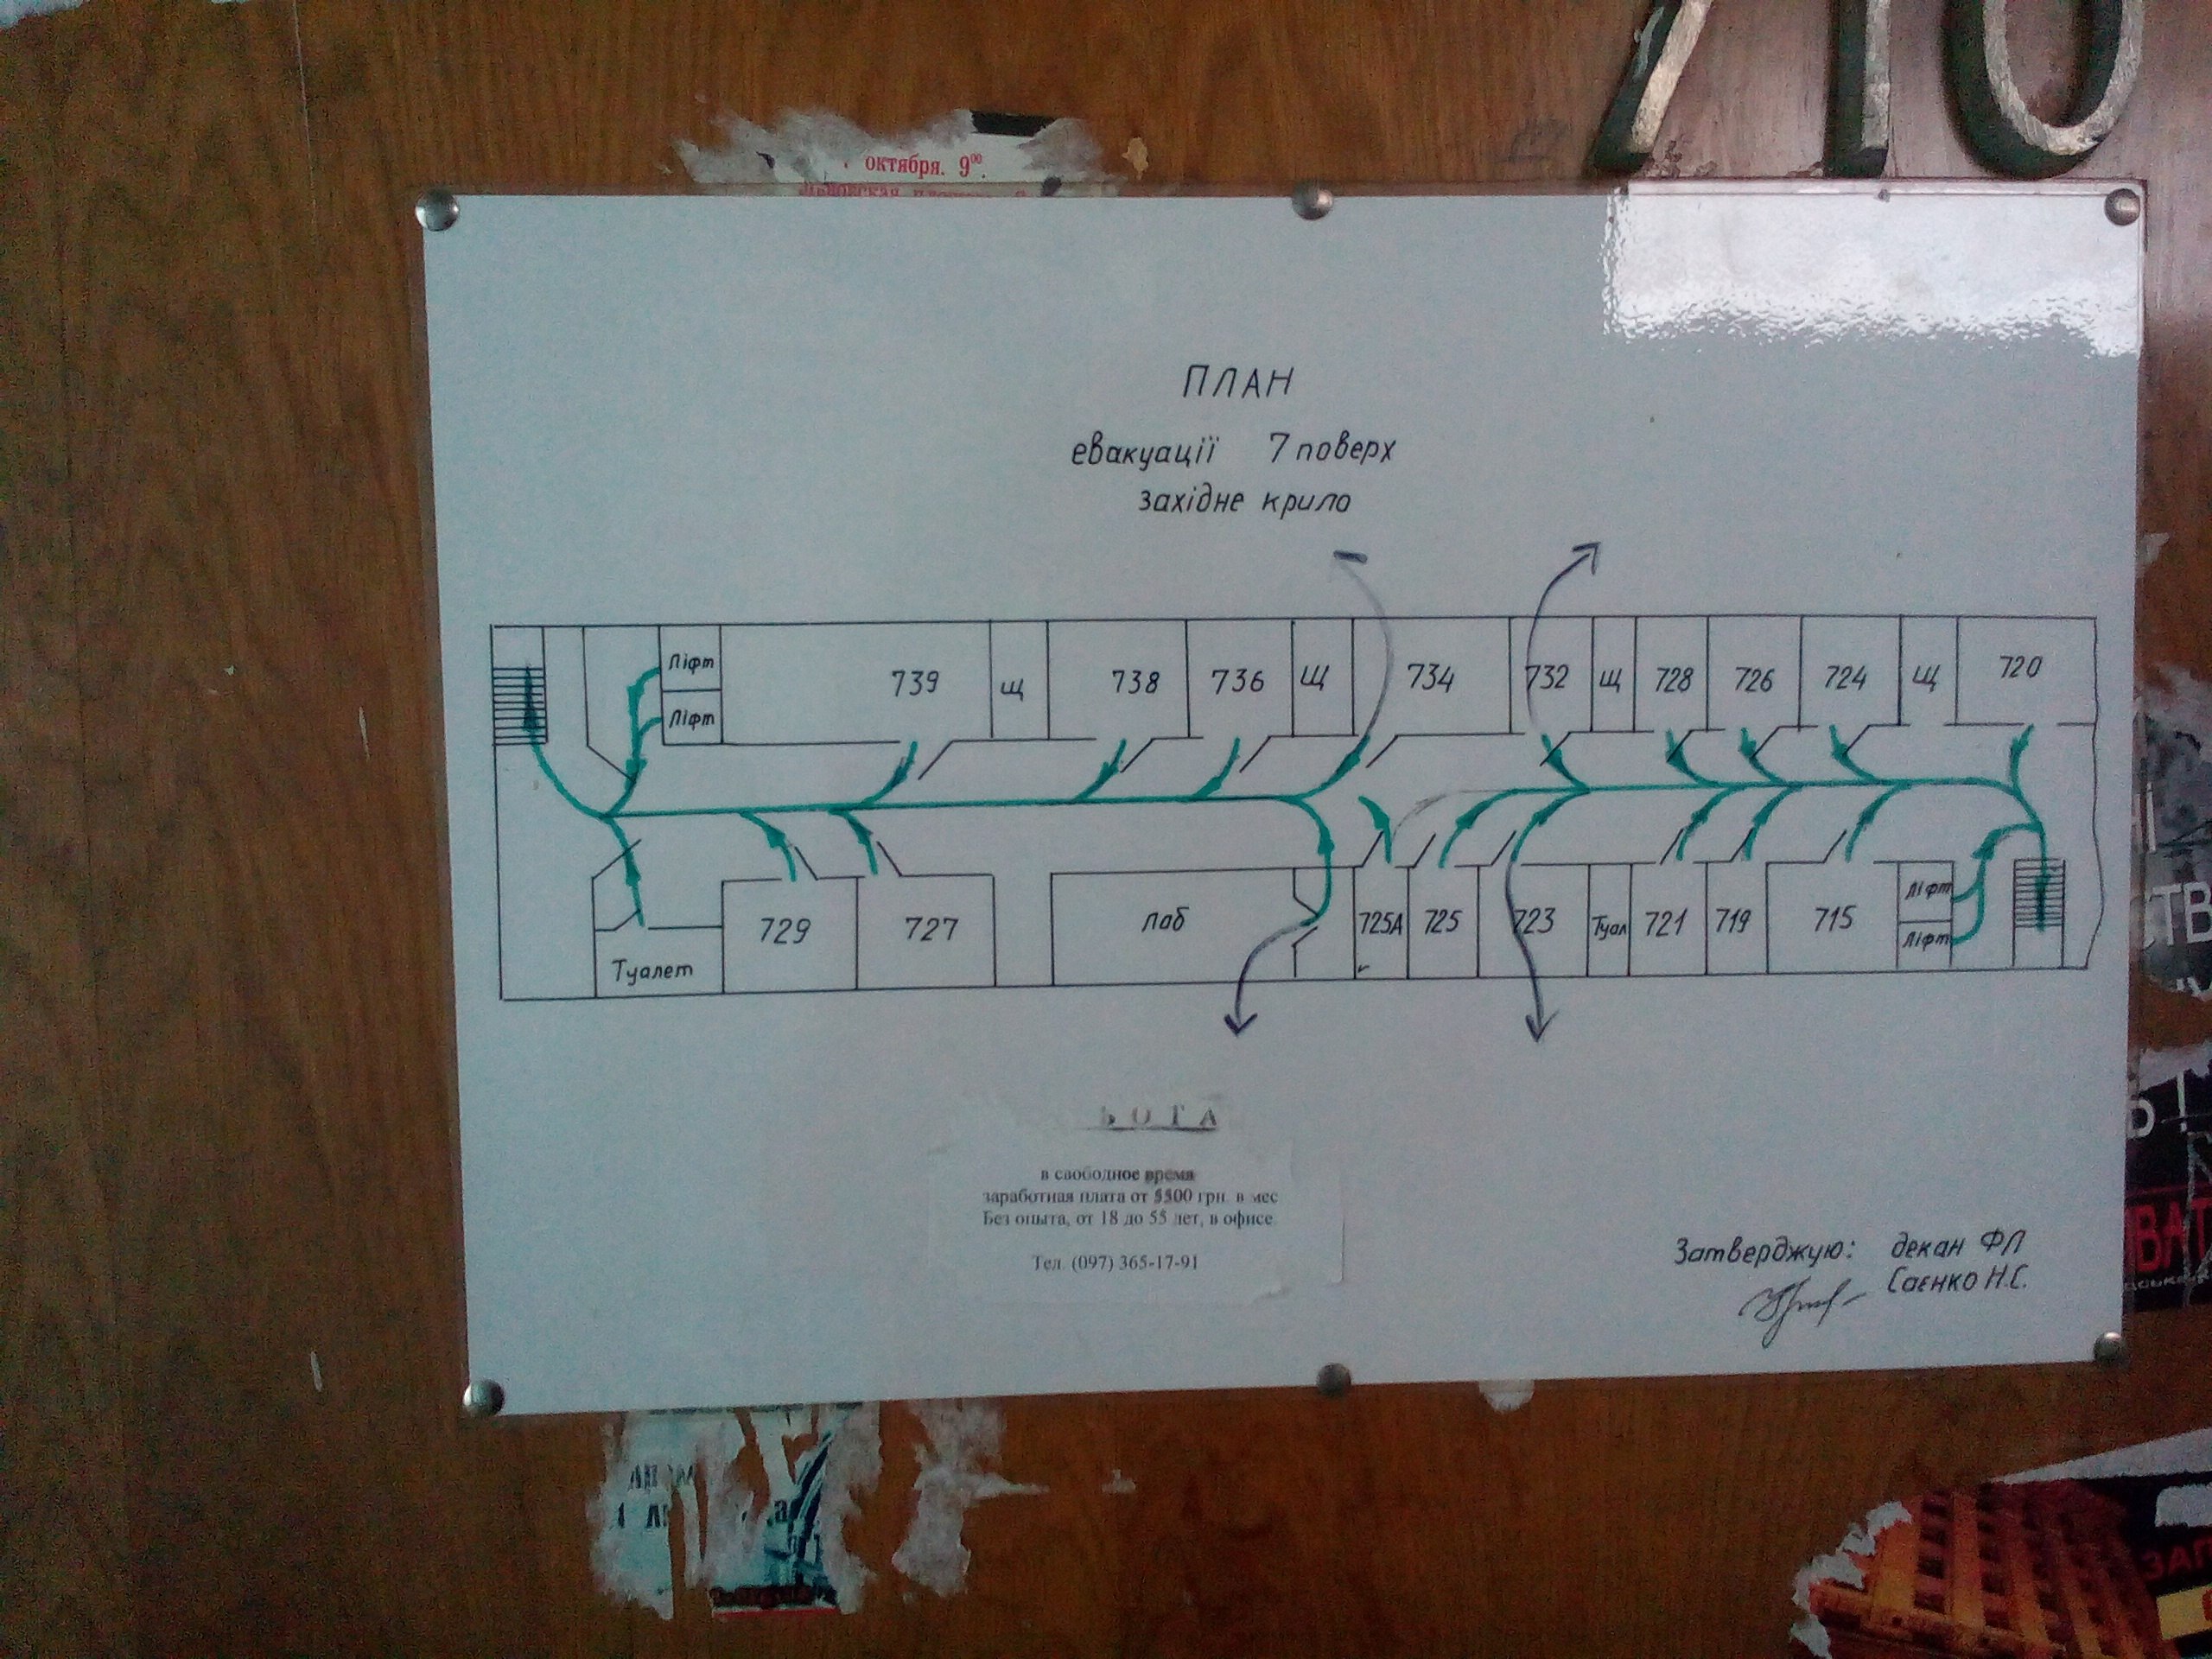 710
октября. 9⁰⁰.
ПЛАН
евакуації 7 поверх
західне крило
Ліфт
Ліфт
739
Щ
738
736
Щ
734
732
Щ
728
726
724
Щ
720
Туалет
729
727
Лаб
725А
725
723
Туал
721
719
715
Ліфт
Ліфт
БОТА
в свободное время
заработная плата от 5500 грн. в мес
Без опыта, от 18 до 55 лет, в офисе.
Тел. (097) 365-17-91
Затверджую: декан ФЛ
Саєнко Н.С.